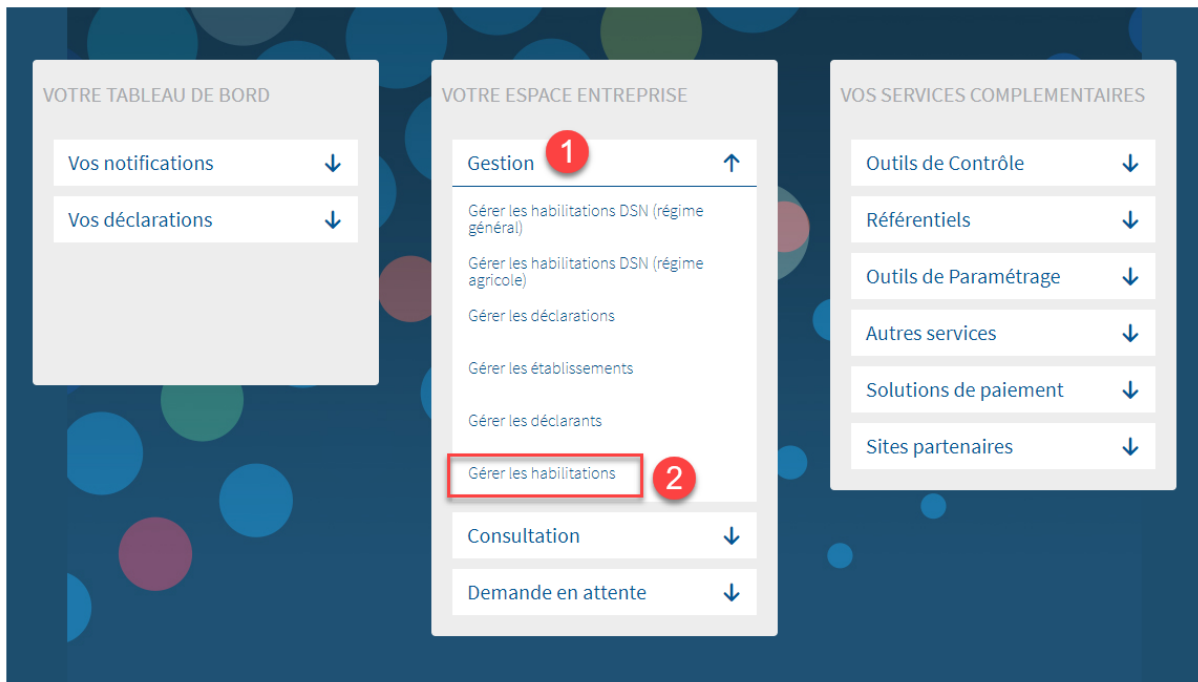 VOTRE TABLEAU DE BORD
Vos notifications
Vos déclarations
VOTRE ESPACE ENTREPRISE
Gestion
1
Gérer les habilitations DSN (régime
général)
Gérer les habilitations DSN (régime
agricole)
Gérer les déclarations
Gérer les établissements
Gérer les déclarants
Gérer les habilitations
2
Consultation
Demande en attente
VOS SERVICES COMPLEMENTAIRES
Outils de Contrôle
Référentiels
Outils de Paramétrage
Autres services
Solutions de paiement
Sites partenaires